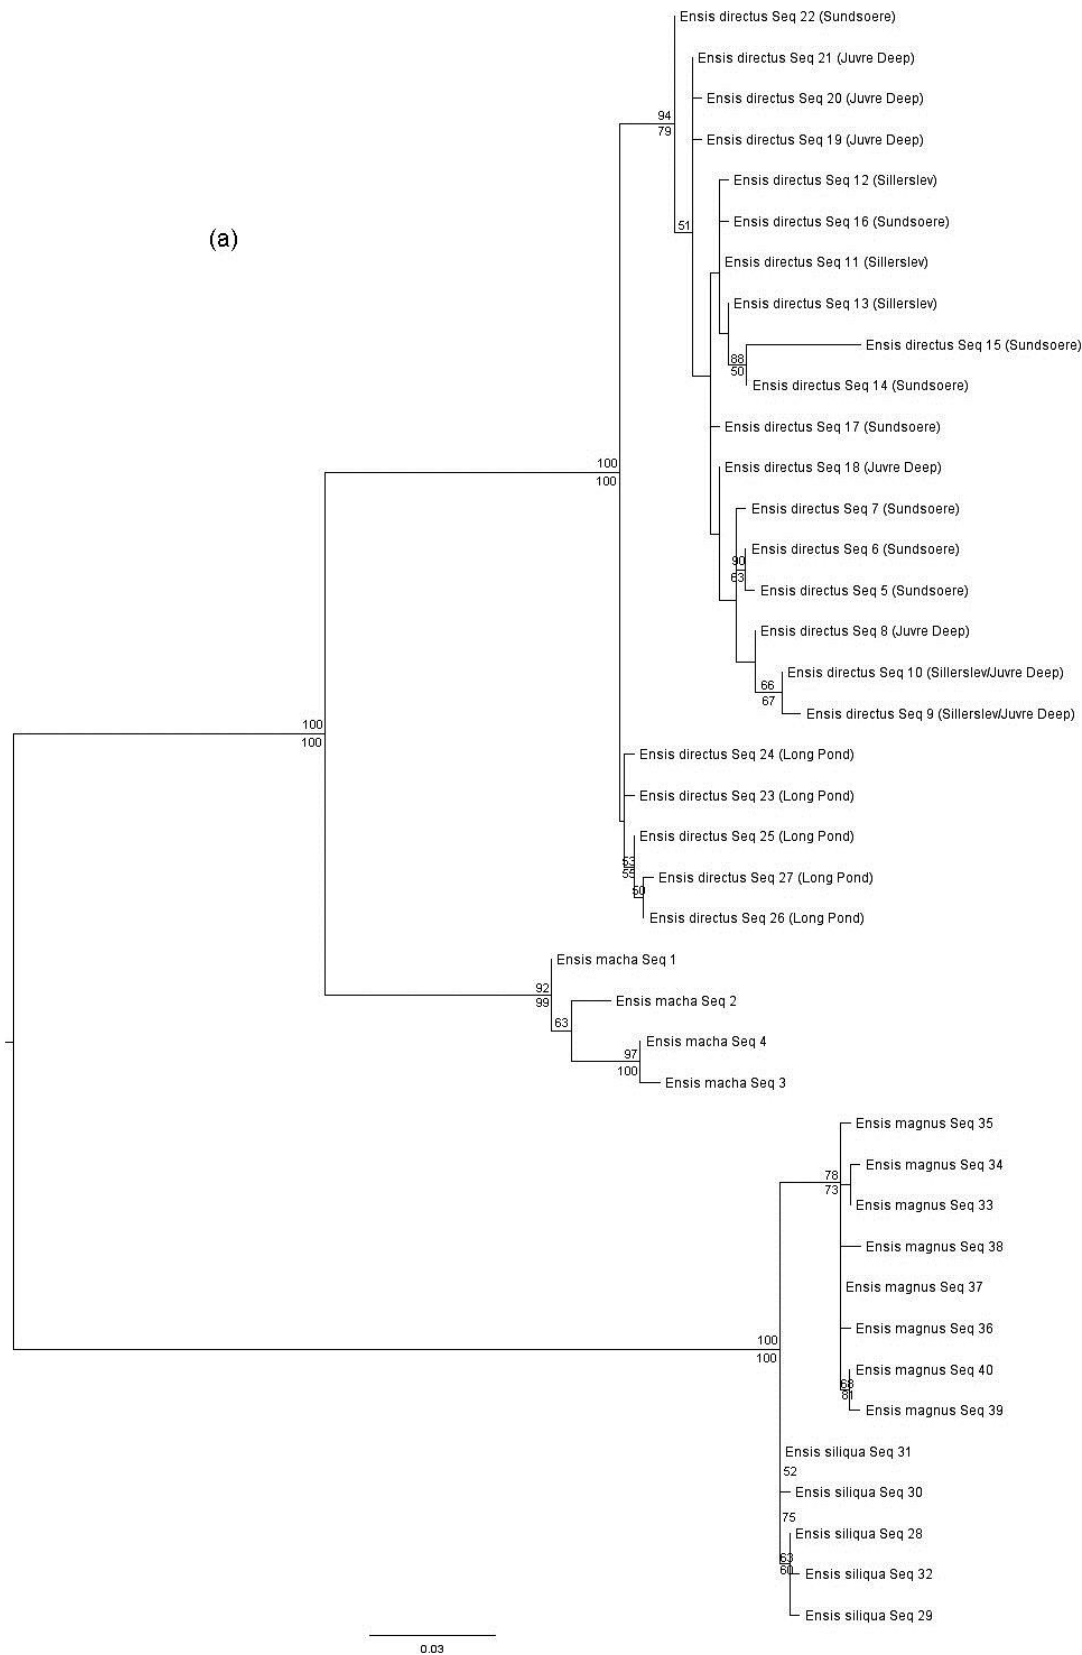 Ensis directus Seq 22 (Sundsoere)
Ensis directus Seq 21 (Juvre Deep)
Ensis directus Seq 20 (Juvre Deep)
94
79
Ensis directus Seq 19 (Juvre Deep)
Ensis directus Seq 12 (Sillerslev)
51
Ensis directus Seq 16 (Sundsoere)
(a)
Ensis directus Seq 11 (Sillerslev)
Ensis directus Seq 13 (Sillerslev)
Ensis directus Seq 15 (Sundsoere)
88
50
Ensis directus Seq 14 (Sundsoere)
Ensis directus Seq 17 (Sundsoere)
100
100
Ensis directus Seq 18 (Juvre Deep)
Ensis directus Seq 7 (Sundsoere)
Ensis directus Seq 6 (Sundsoere)
90
63
Ensis directus Seq 5 (Sundsoere)
Ensis directus Seq 8 (Juvre Deep)
Ensis directus Seq 10 (Sillerslev/Juvre Deep)
66
67
Ensis directus Seq 9 (Sillerslev/Juvre Deep)
100
100
Ensis directus Seq 24 (Long Pond)
Ensis directus Seq 23 (Long Pond)
Ensis directus Seq 25 (Long Pond)
53
55
Ensis directus Seq 27 (Long Pond)
50
Ensis directus Seq 26 (Long Pond)
Ensis macha Seq 1
92
99
Ensis macha Seq 2
63
Ensis macha Seq 4
97
100
Ensis macha Seq 3
Ensis magnus Seq 35
Ensis magnus Seq 34
78
73
Ensis magnus Seq 33
Ensis magnus Seq 38
Ensis magnus Seq 37
Ensis magnus Seq 36
100
100
Ensis magnus Seq 40
68
81
Ensis magnus Seq 39
Ensis siliqua Seq 31
52
Ensis siliqua Seq 30
75
Ensis siliqua Seq 28
63
60
Ensis siliqua Seq 32
Ensis siliqua Seq 29
0.03